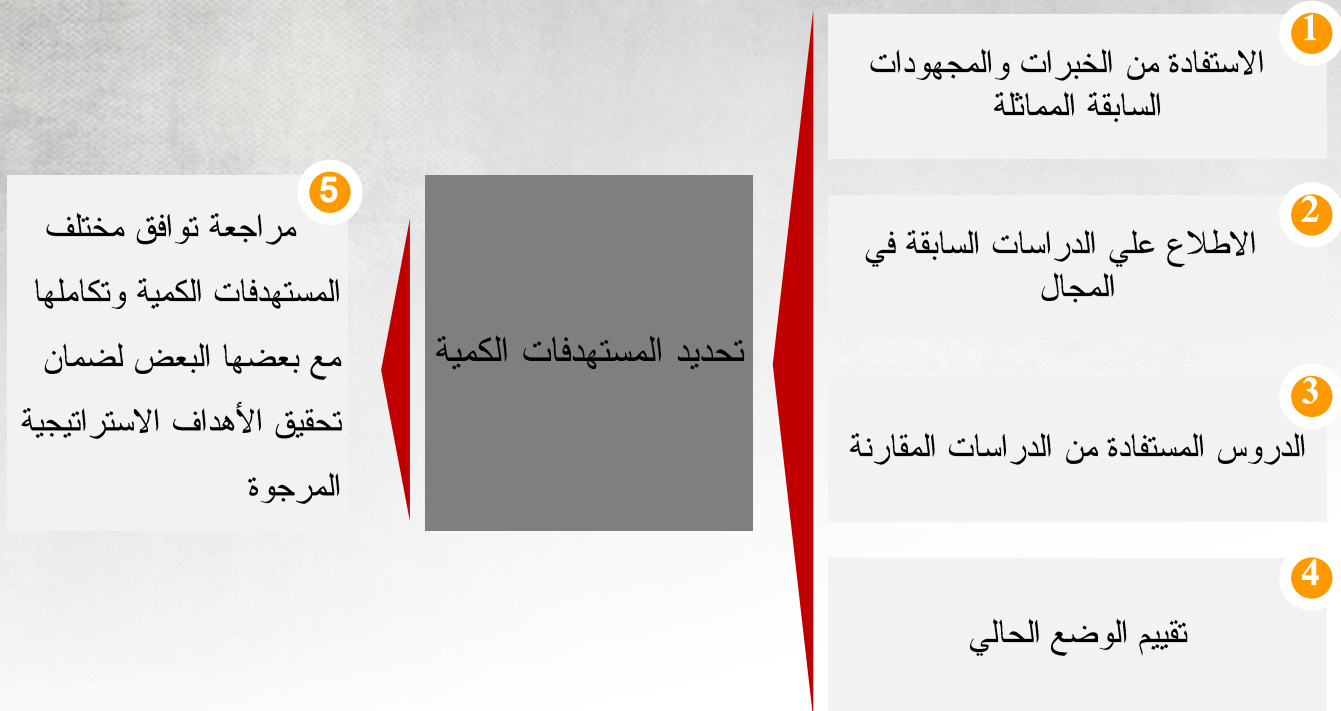 1
الاستفادة من الخبرات والمجهودات
السابقة المماثلة
2
الاطلاع علي الدراسات السابقة في
المجال
3
الدروس المستفادة من الدراسات المقارنة
4
تقييم الوضع الحالي
تحديد المستهدفات الكمية
5
مراجعة توافق مختلف
المستهدفات الكمية وتكاملها
مع بعضها البعض لضمان
تحقيق الأهداف الاستراتيجية
المرجوة